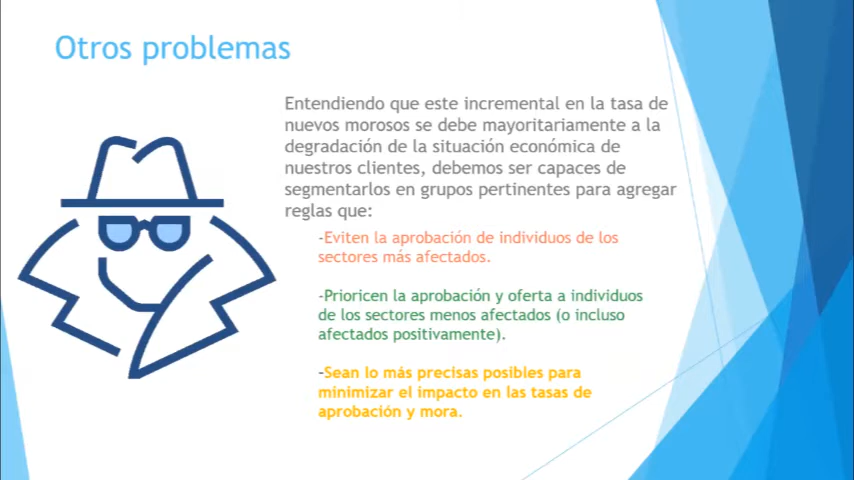 Otros problemas
Entendiendo que este incremental en la tasa de
nuevos morosos se debe mayoritariamente a la
degradación de la situación económica de
nuestros clientes, debemos ser capaces de
segmentarlos en grupos pertinentes para agregar
reglas que:
-Eviten la aprobación de individuos de los
sectores más afectados.
-Prioricen la aprobación y oferta a individuos
de los sectores menos afectados (o incluso
afectados positivamente).
-Sean lo más precisas posibles para
minimizar el impacto en las tasas de
aprobación y mora.